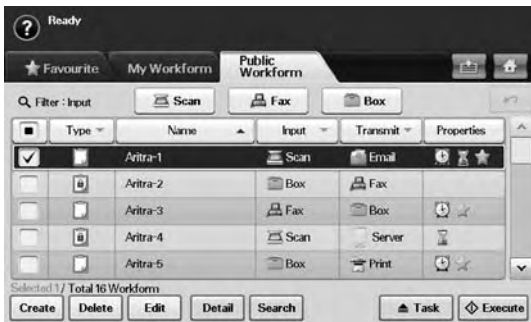 Ready
Favourite My Workform Public Workform
Filter : Input Scan Fax Box
Type Name Input Transmit Properties
Aritra-1 Scan Email
Aritra-2 Box Fax
Aritra-3 Fax Box
Aritra-4 Scan Server
Aritra-5 Box Print
Selected 1/ Total 16 Workform
Create Delete Edit Detail Search Task Execute